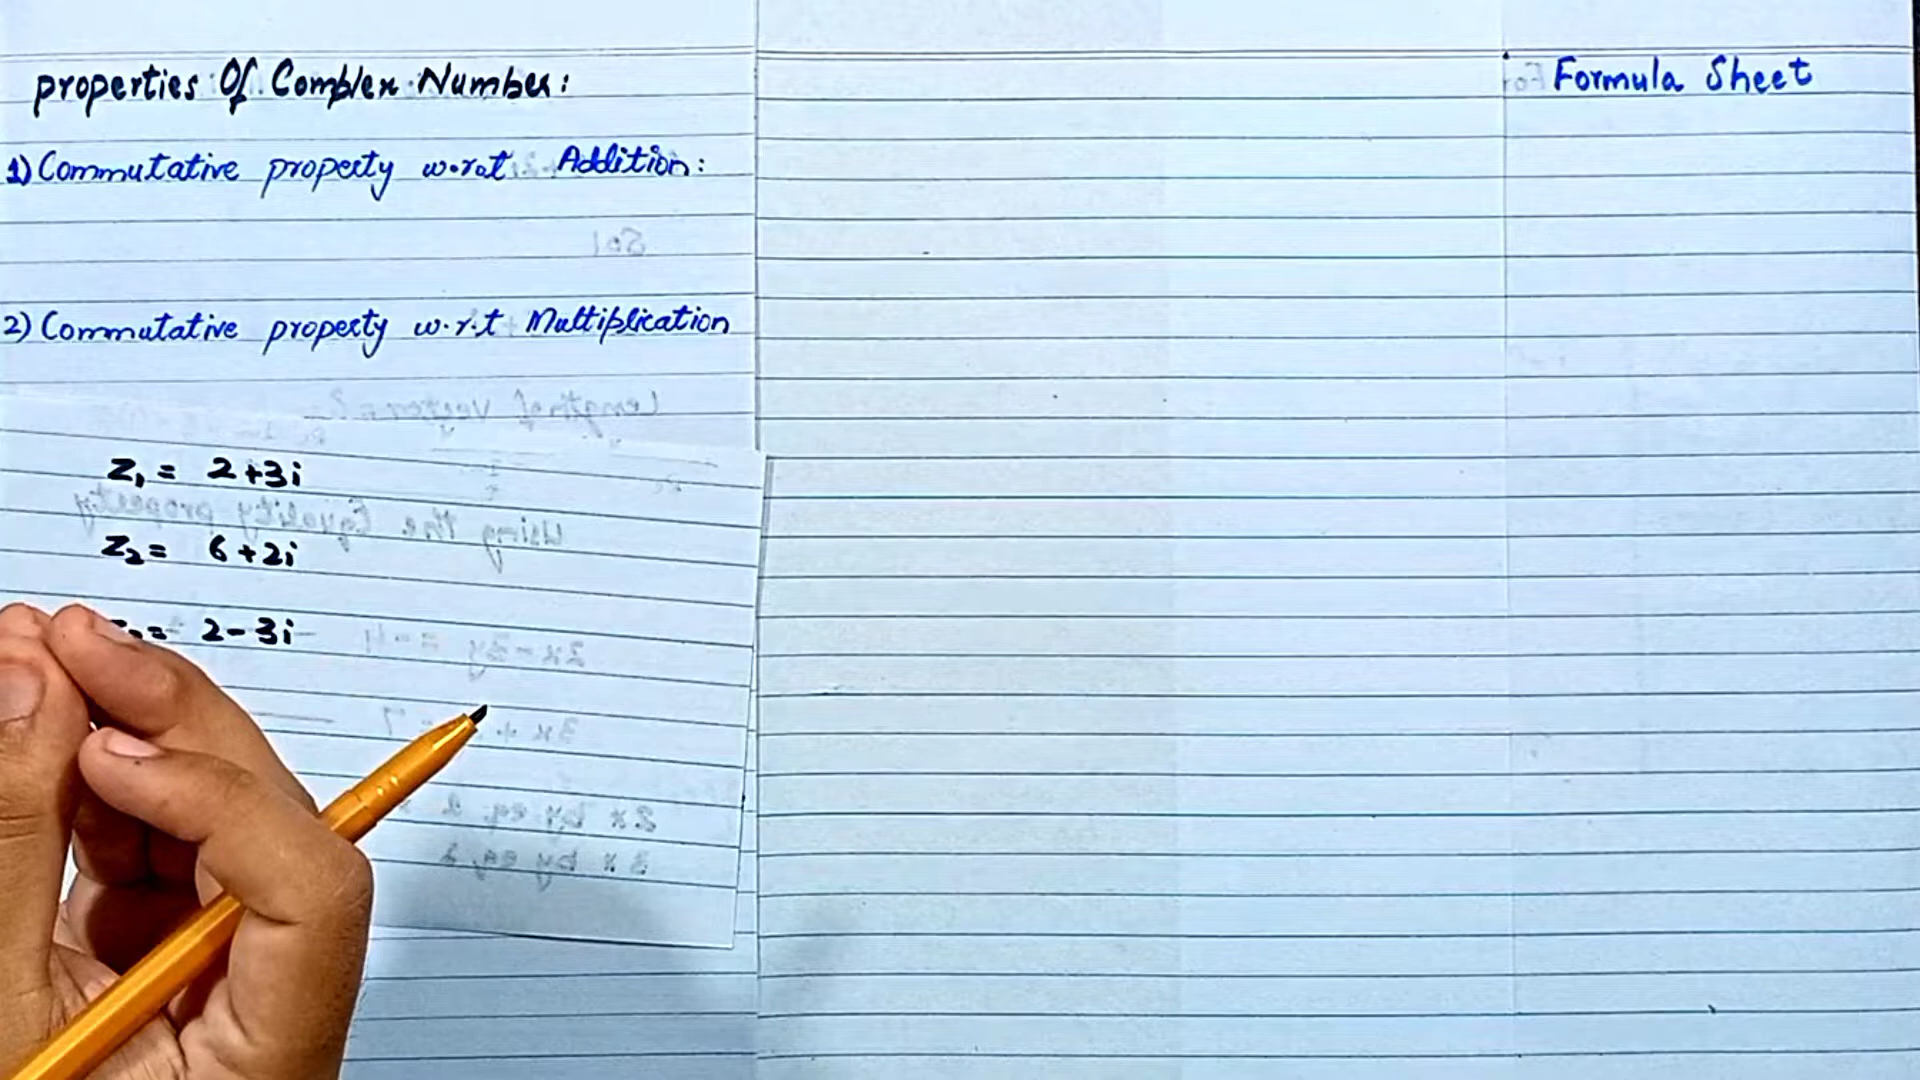 properties Of Complex Number:
Formula Sheet
1) Commutative property w.r.t Addition:
2) Commutative property w.r.t Multiplication
Z₁ = 2+3i
Z₂ = 6+2i
= 2-3i